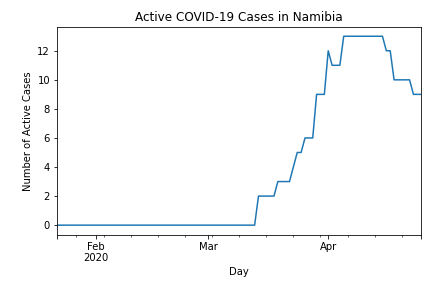 Active COVID-19 Cases in Namibia
Number of Active Cases
12
10
8
6
4
2
0
Feb
2020
Mar
Apr
Day